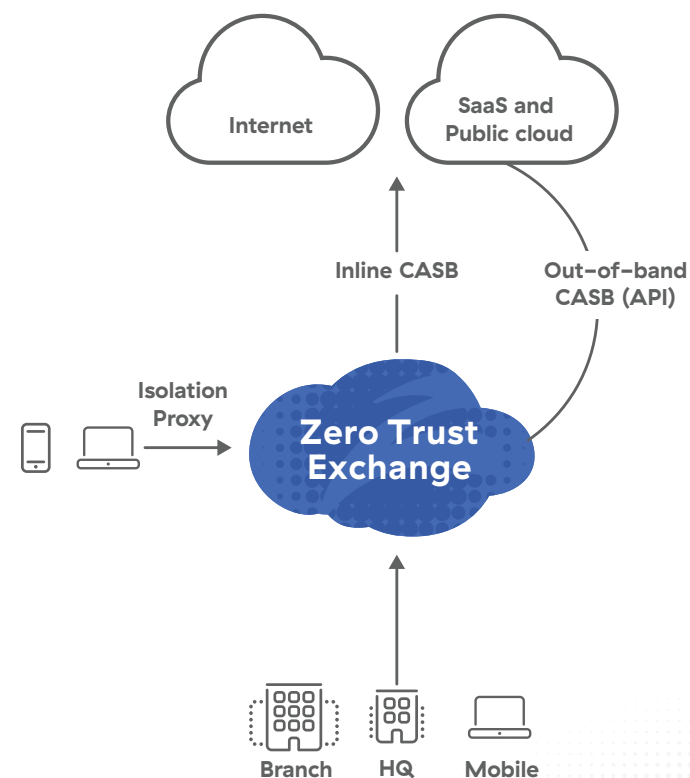 Internet
SaaS and
Public cloud
Inline CASB
Out-of-band
CASB (API)
Isolation
Proxy
Zero Trust
Exchange
Branch
HQ
Mobile